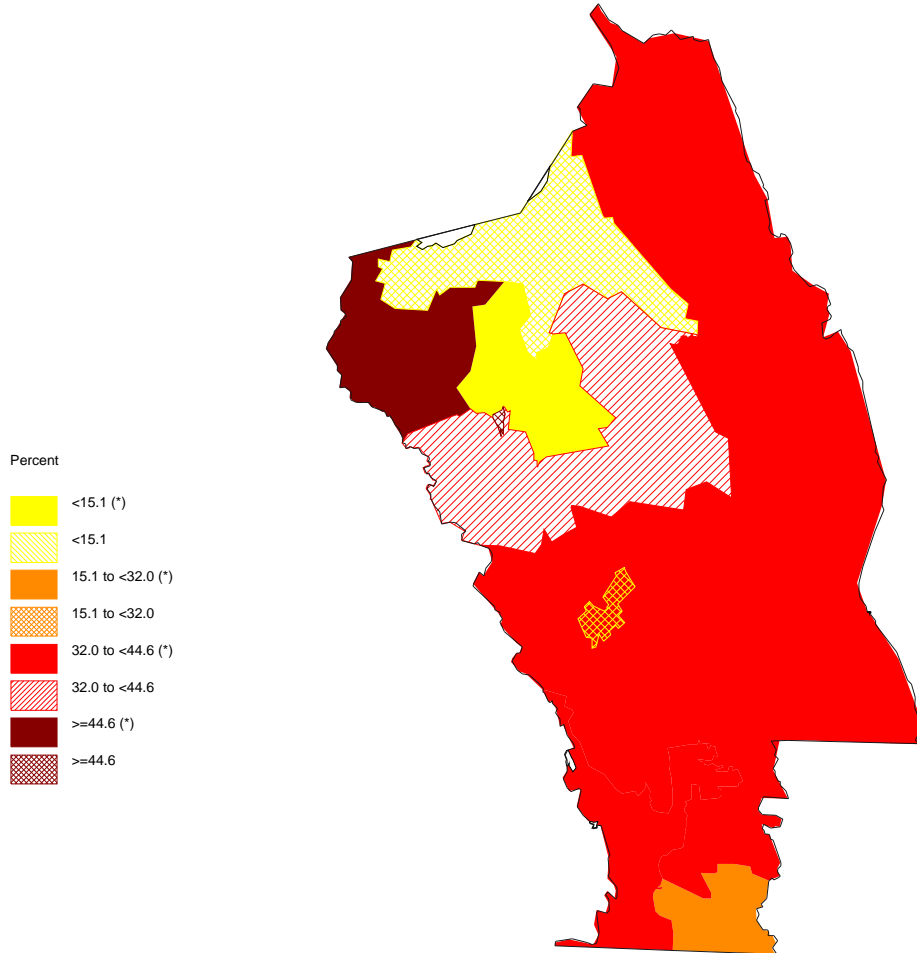 Percent
<15.1 (*)
<15.1
15.1 to <32.0 (*)
15.1 to <32.0
32.0 to <44.6 (*)
32.0 to <44.6
>=44.6 (*)
>=44.6